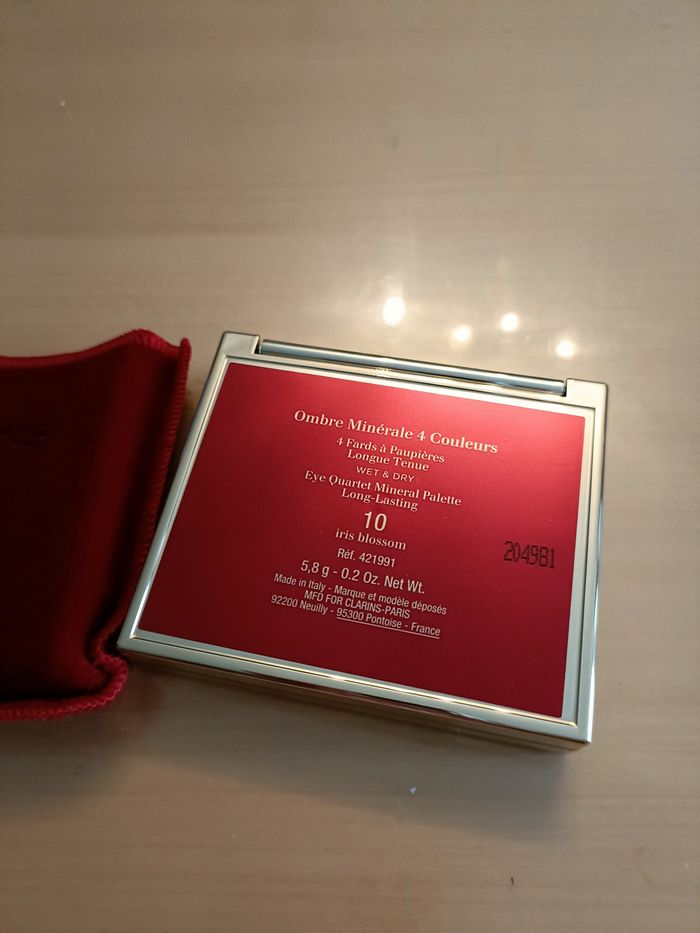 Ombre Minérale 4 Couleurs
4 Fards à Paupières
Longue Tenue
WET & DRY
Eye Quartet Mineral Palette
Long-Lasting
10
iris blossom
Réf. 421991
5,8 g - 0.2 Oz. Net Wt.
Made in Italy - Marque et modèle déposés
MFD FOR CLARINS-PARIS
92200 Neuilly - 95300 Pontoise - France
2049B1